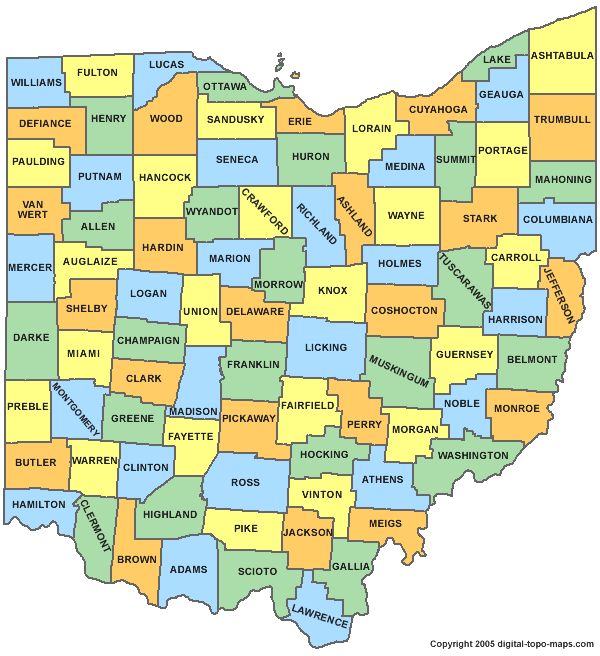 LAKE
ASHTABULA
LUCAS
FULTON
WILLIAMS
OTTAWA
GEAUGA
CUYAHOGA
WOOD
HENRY
DEFIANCE
SANDUSKY
ERIE
LORAIN
TRUMBULL
PORTAGE
SUMMIT
MEDINA
HURON
SENECA
PAULDING
PUTNAM
HANCOCK
MAHONING
VAN
WERT
ALLEN
WYANDOT
CRAWFORD
RICHLAND
ASHLAND
WAYNE
STARK
COLUMBIANA
HARDIN
MARION
MERCER
AUGLAIZE
MORROW
HOLMES
TUSCARAWAS
CARROLL
JEFFERSON
LOGAN
KNOX
SHELBY
UNION
DELAWARE
COSHOCTON
HARRISON
DARKE
CHAMPAIGN
MIAMI
LICKING
GUERNSEY
BELMONT
FRANKLIN
MUSKINGUM
CLARK
PREBLE
MONTGOMERY
MADISON
FAIRFIELD
NOBLE
MONROE
GREENE
PICKAWAY
PERRY
MORGAN
FAYETTE
BUTLER
WARREN
CLINTON
HOCKING
WASHINGTON
ROSS
ATHENS
HAMILTON
CLERMONT
HIGHLAND
VINTON
PIKE
JACKSON
MEIGS
BROWN
ADAMS
SCIOTO
GALLIA
LAWRENCE
Copyright 2005 digital-topo-maps.com